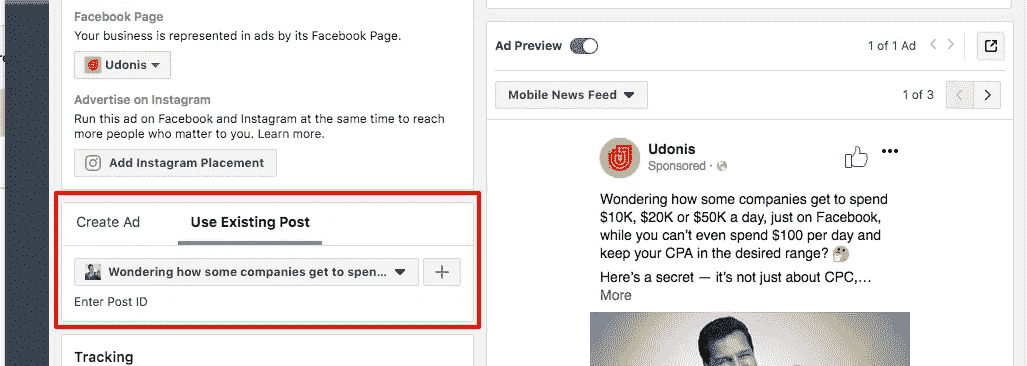 Facebook Page
Your business is represented in ads by its Facebook Page.
Udonis
Advertise on Instagram
Run this ad on Facebook and Instagram at the same time to reach
more people who matter to you. Learn more.
Add Instagram Placement
Create Ad
Use Existing Post
Wondering how some companies get to spen...
Enter Post ID
Tracking
Ad Preview
1 of 1 Ad
Mobile News Feed
1 of 3
Udonis
Sponsored ·
Wondering how some companies get to spend
$10K, $20K or $50K a day, just on Facebook,
while you can't even spend $100 per day and
keep your CPA in the desired range?
Here's a secret — it's not just about CPC,...
More